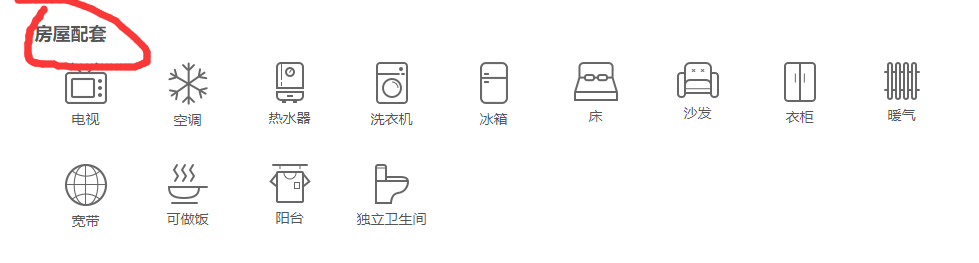 房屋配套
电视 空调 热水器 洗衣机 冰箱 床 沙发 衣柜 暖气
宽带 可做饭 阳台 独立卫生间